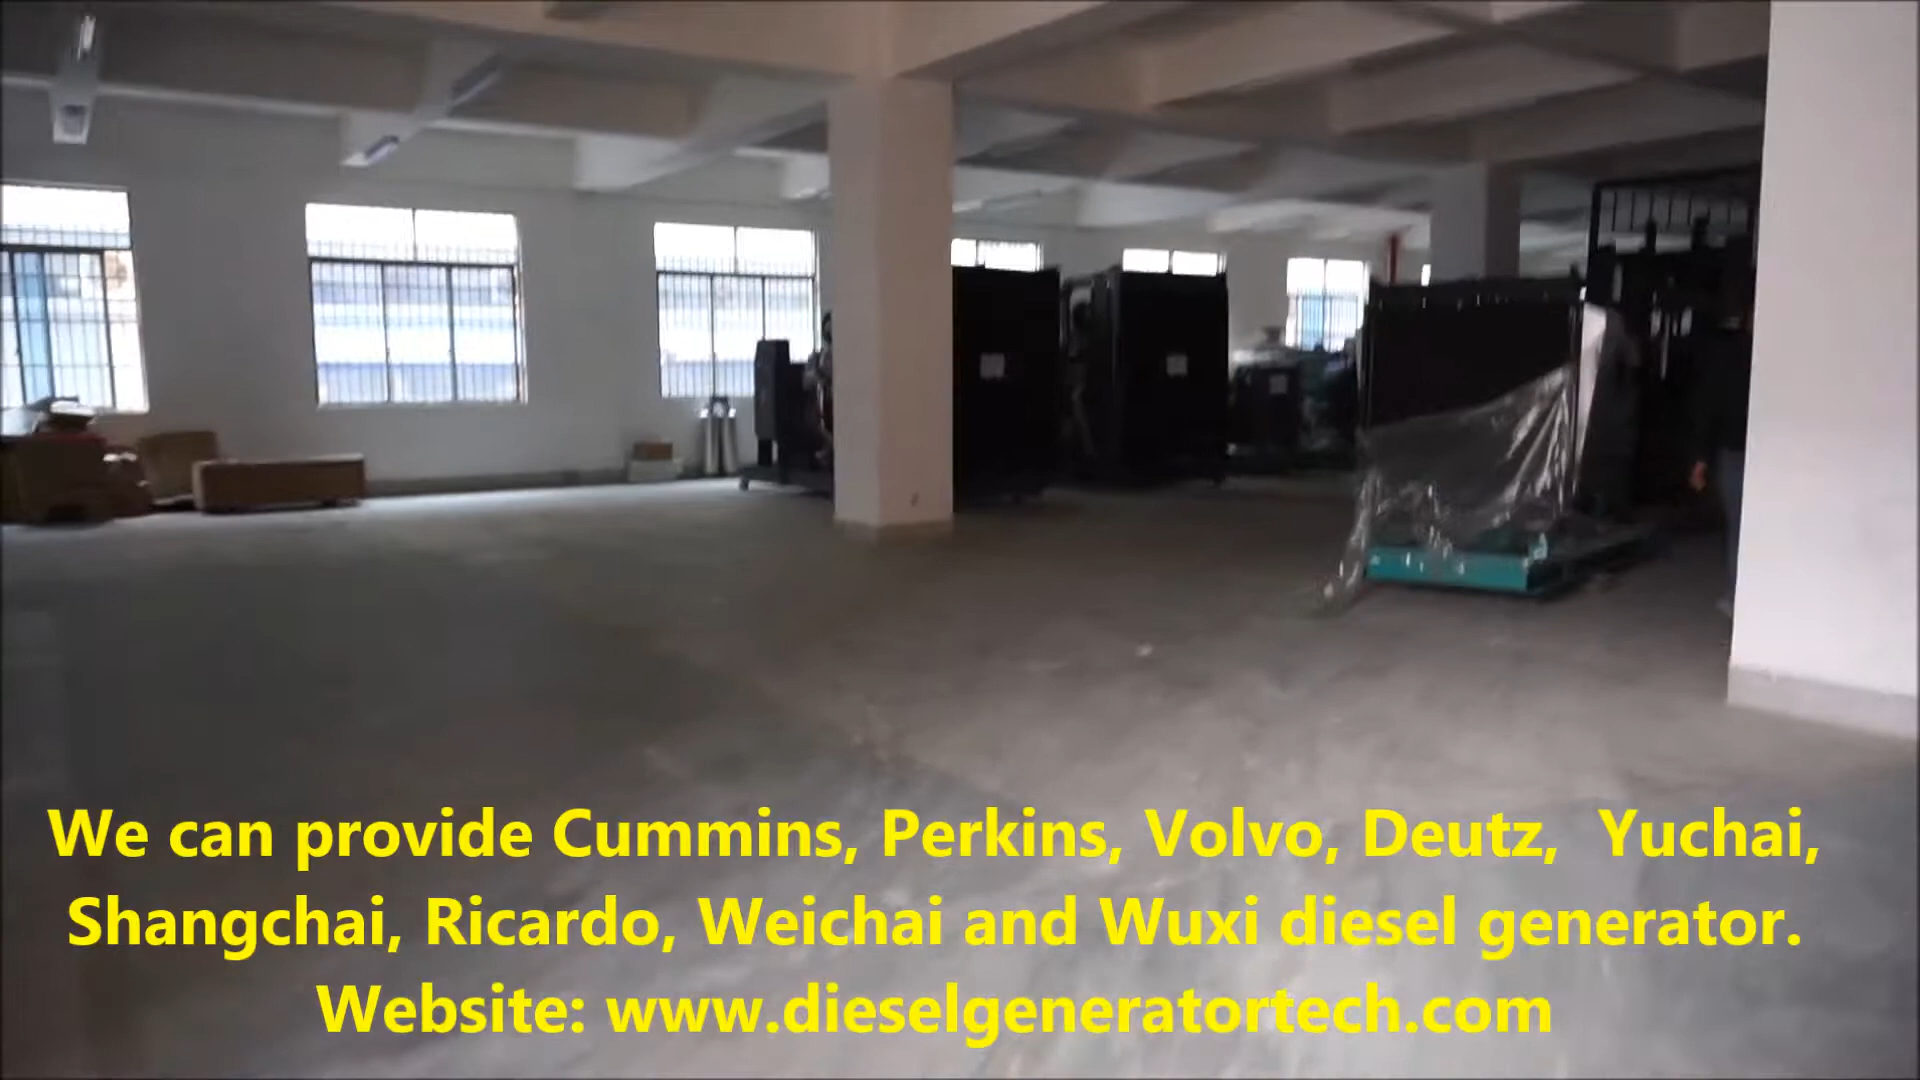 We can provide Cummins, Perkins, Volvo, Deutz, Yuchai,
Shangchai, Ricardo, Weichai and Wuxi diesel generator.
Website: www.dieselgeneratortech.com